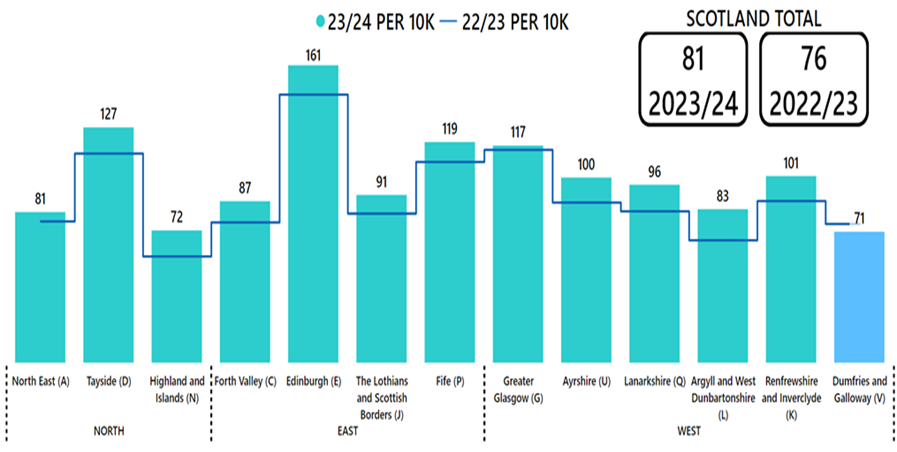 23/24 PER 10K 22/23 PER 10K
SCOTLAND TOTAL
81
2023/24
76
2022/23
81
127
72
87
161
91
119
117
100
96
83
101
71
North East (A)
Tayside (D)
Highland and
Islands (N)
Forth Valley (C)
Edinburgh (E)
The Lothians
and Scottish
Borders (J)
Fife (P)
Greater
Glasgow (G)
Ayrshire (U)
Lanarkshire (Q)
Argyll and West
Dunbartonshire
(L)
Renfrewshire
and Inverclyde
(K)
Dumfries and
Galloway (V)
NORTH
EAST
WEST